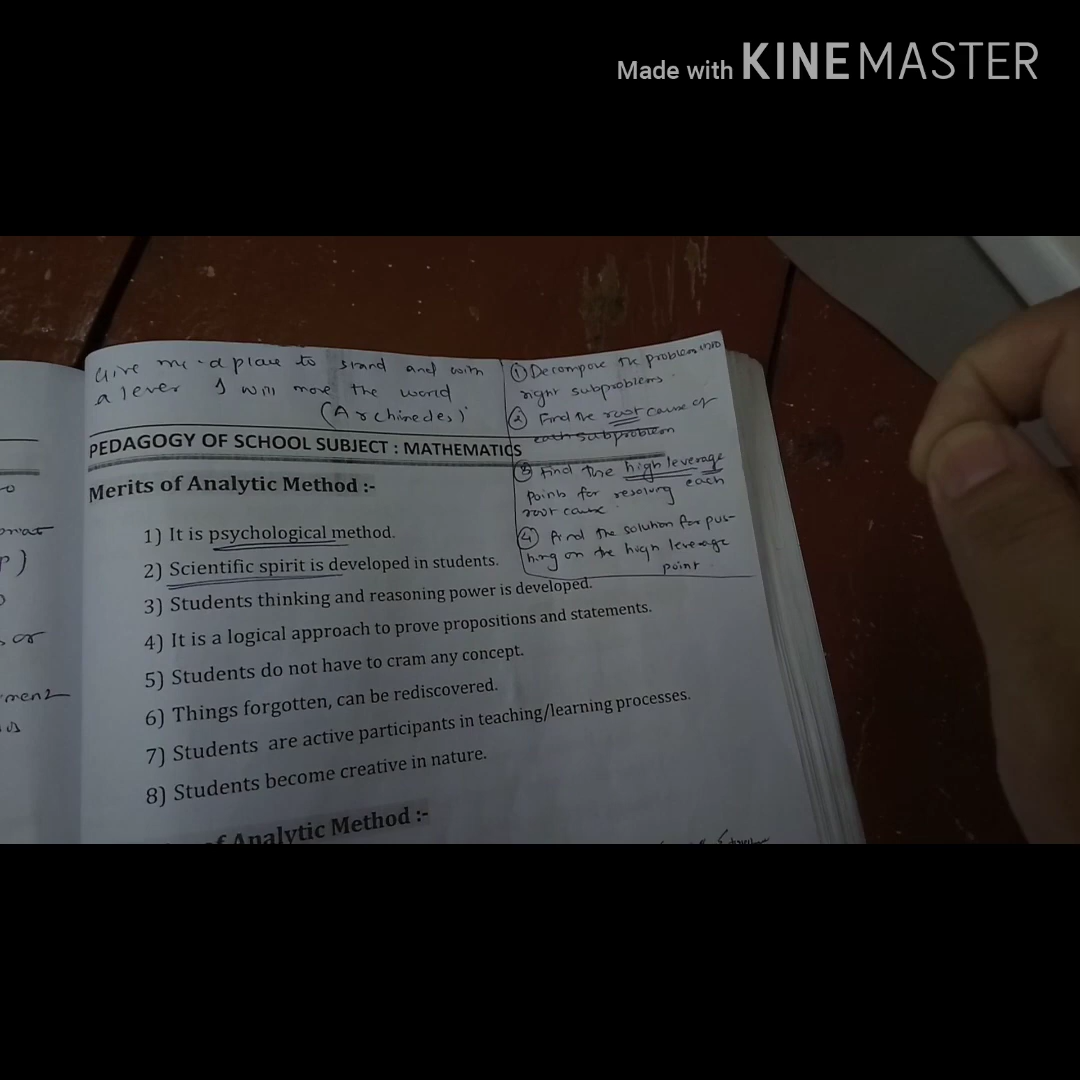 Made with KINEMASTER
Give me a place to stand and with
a lever I will move the world
(Archimedes)
① Decompose the problem into
right subproblems.
② Find the root cause of
each subproblem
③ Find the high leverage
points for resolving each
root cause.
④ Find the solution for pus-
hing on the high leverage
point.
PEDAGOGY OF SCHOOL SUBJECT : MATHEMATICS
Merits of Analytic Method :-
1) It is psychological method.
2) Scientific spirit is developed in students.
3) Students thinking and reasoning power is developed.
4) It is a logical approach to prove propositions and statements.
5) Students do not have to cram any concept.
6) Things forgotten, can be rediscovered.
7) Students are active participants in teaching/learning processes.
8) Students become creative in nature.
of Analytic Method :-
or